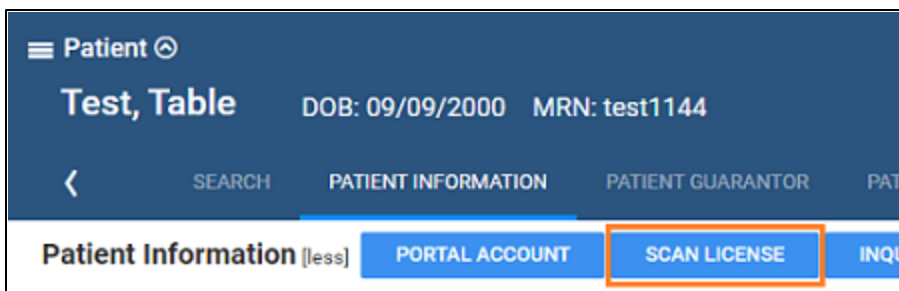 Patient
Test, Table DOB: 09/09/2000 MRN: test1144
SEARCH PATIENT INFORMATION PATIENT GUARANTOR
Patient Information [less] PORTAL ACCOUNT SCAN LICENSE